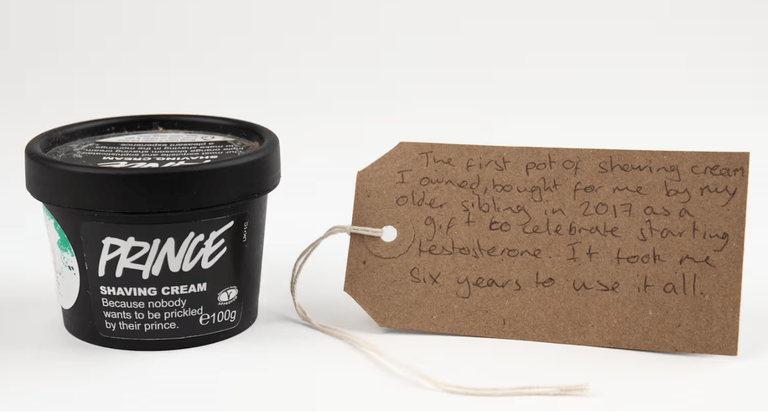 SHAVING CREAM
PRINCE
SHAVING CREAM
Because nobody
wants to be prickled
by their prince.
℮100g
The first pot of shaving cream
I owned, bought for me by my
older sibling in 2017 as a
gift to celebrate starting
testosterone. It took me
six years to use it all.